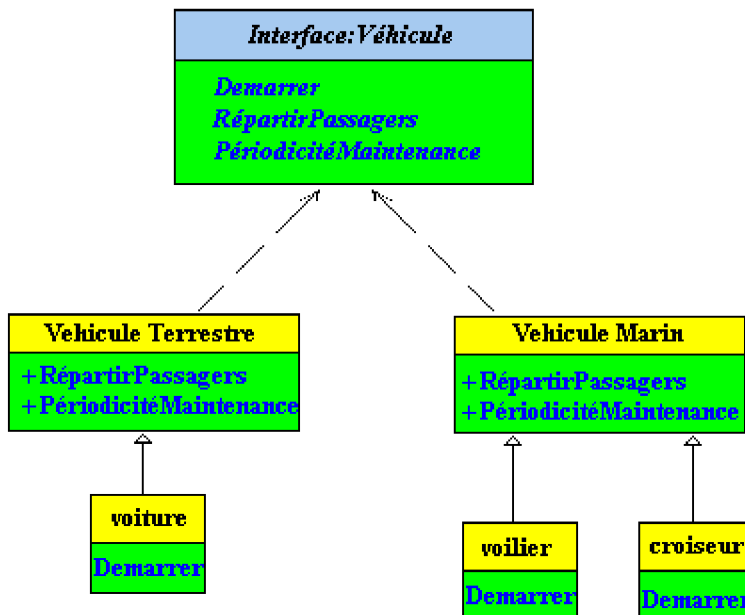 Interface:Véhicule
Demarrer
RépartirPassagers
PériodicitéMaintenance
Vehicule Terrestre
+RépartirPassagers
+PériodicitéMaintenance
Vehicule Marin
+RépartirPassagers
+PériodicitéMaintenance
voiture
Demarrer
voilier
Demarrer
croiseur
Demarrer